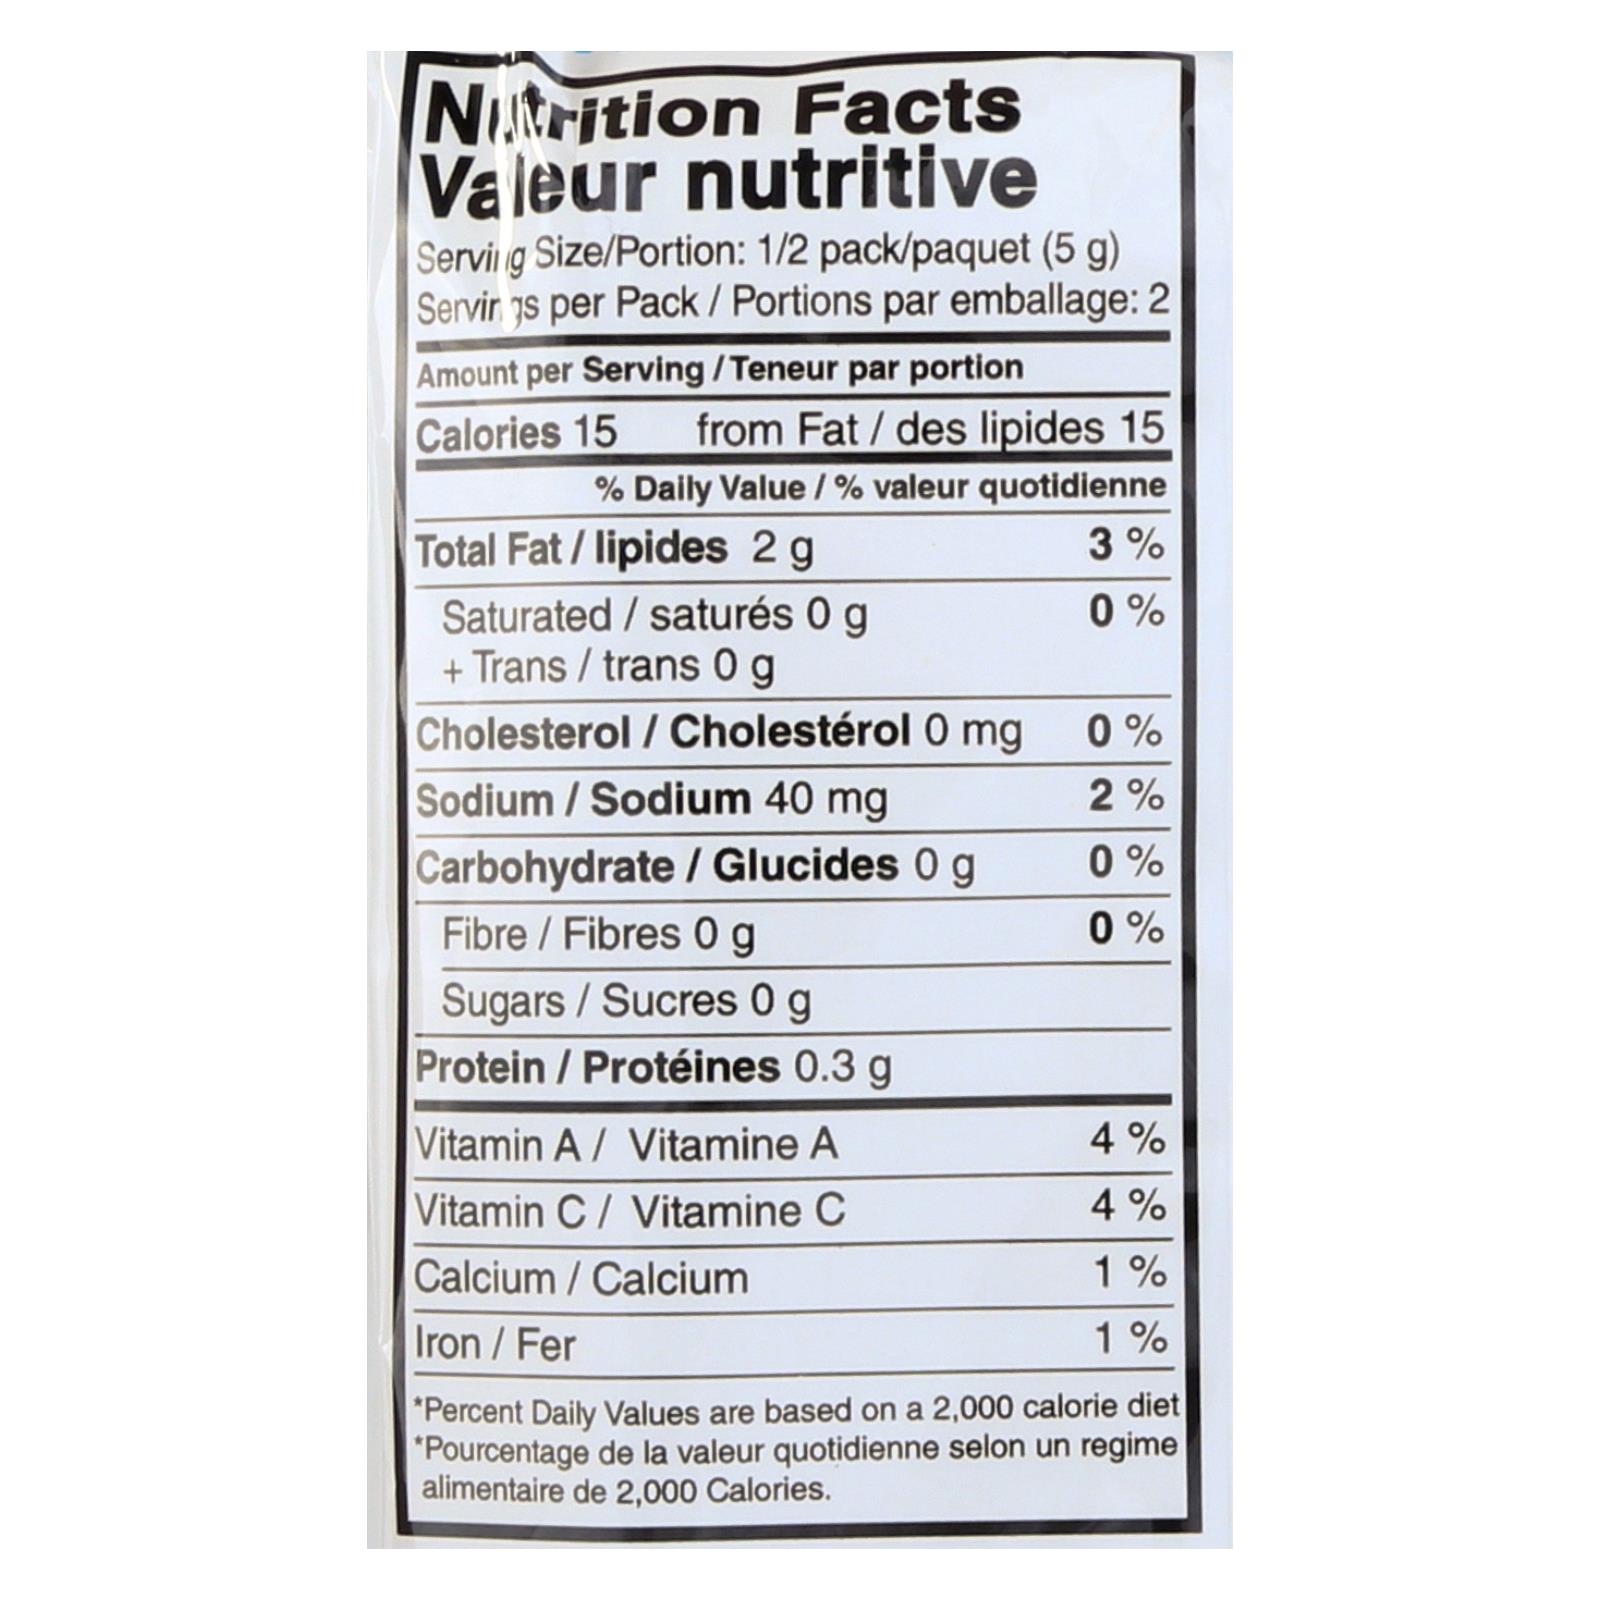 Nutrition Facts
Valeur nutritive
Serving Size/Portion: 1/2 pack/paquet (5 g)
Servings per Pack / Portions par emballage: 2
Amount per Serving / Teneur par portion
Calories 15 from Fat / des lipides 15
% Daily Value / % valeur quotidienne
Total Fat / lipides 2 g 3 %
Saturated / saturés 0 g 0 %
+ Trans / trans 0 g
Cholesterol / Cholestérol 0 mg 0 %
Sodium / Sodium 40 mg 2 %
Carbohydrate / Glucides 0 g 0 %
Fibre / Fibres 0 g 0 %
Sugars / Sucres 0 g
Protein / Protéines 0.3 g
Vitamin A / Vitamine A 4 %
Vitamin C / Vitamine C 4 %
Calcium / Calcium 1 %
Iron / Fer 1 %
*Percent Daily Values are based on a 2,000 calorie diet
*Pourcentage de la valeur quotidienne selon un regime
alimentaire de 2,000 Calories.